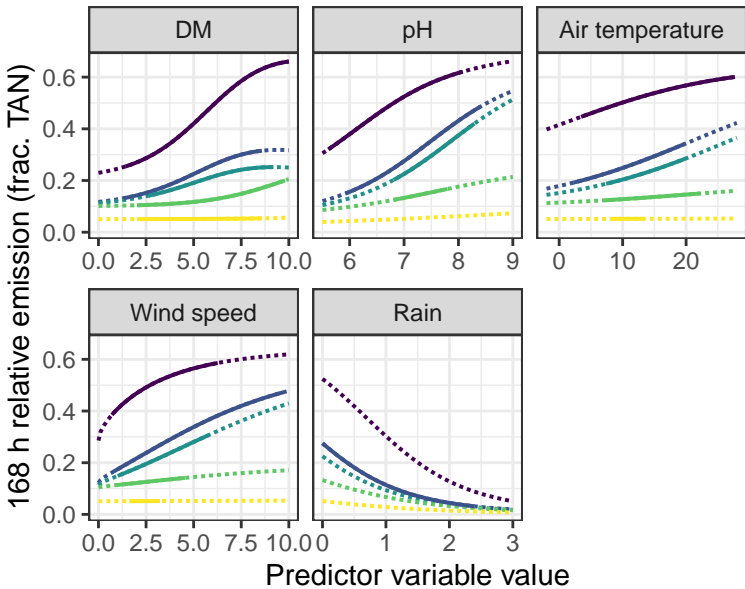 DM pH Air temperature
0.6
0.4
0.2
0.0
0.0 2.5 5.0 7.5 10.0 6 7 8 9 0 10 20
Wind speed Rain
0.6
0.4
0.2
0.0
0.0 2.5 5.0 7.5 10.0 0 1 2 3
168 h relative emission (frac. TAN)
Predictor variable value